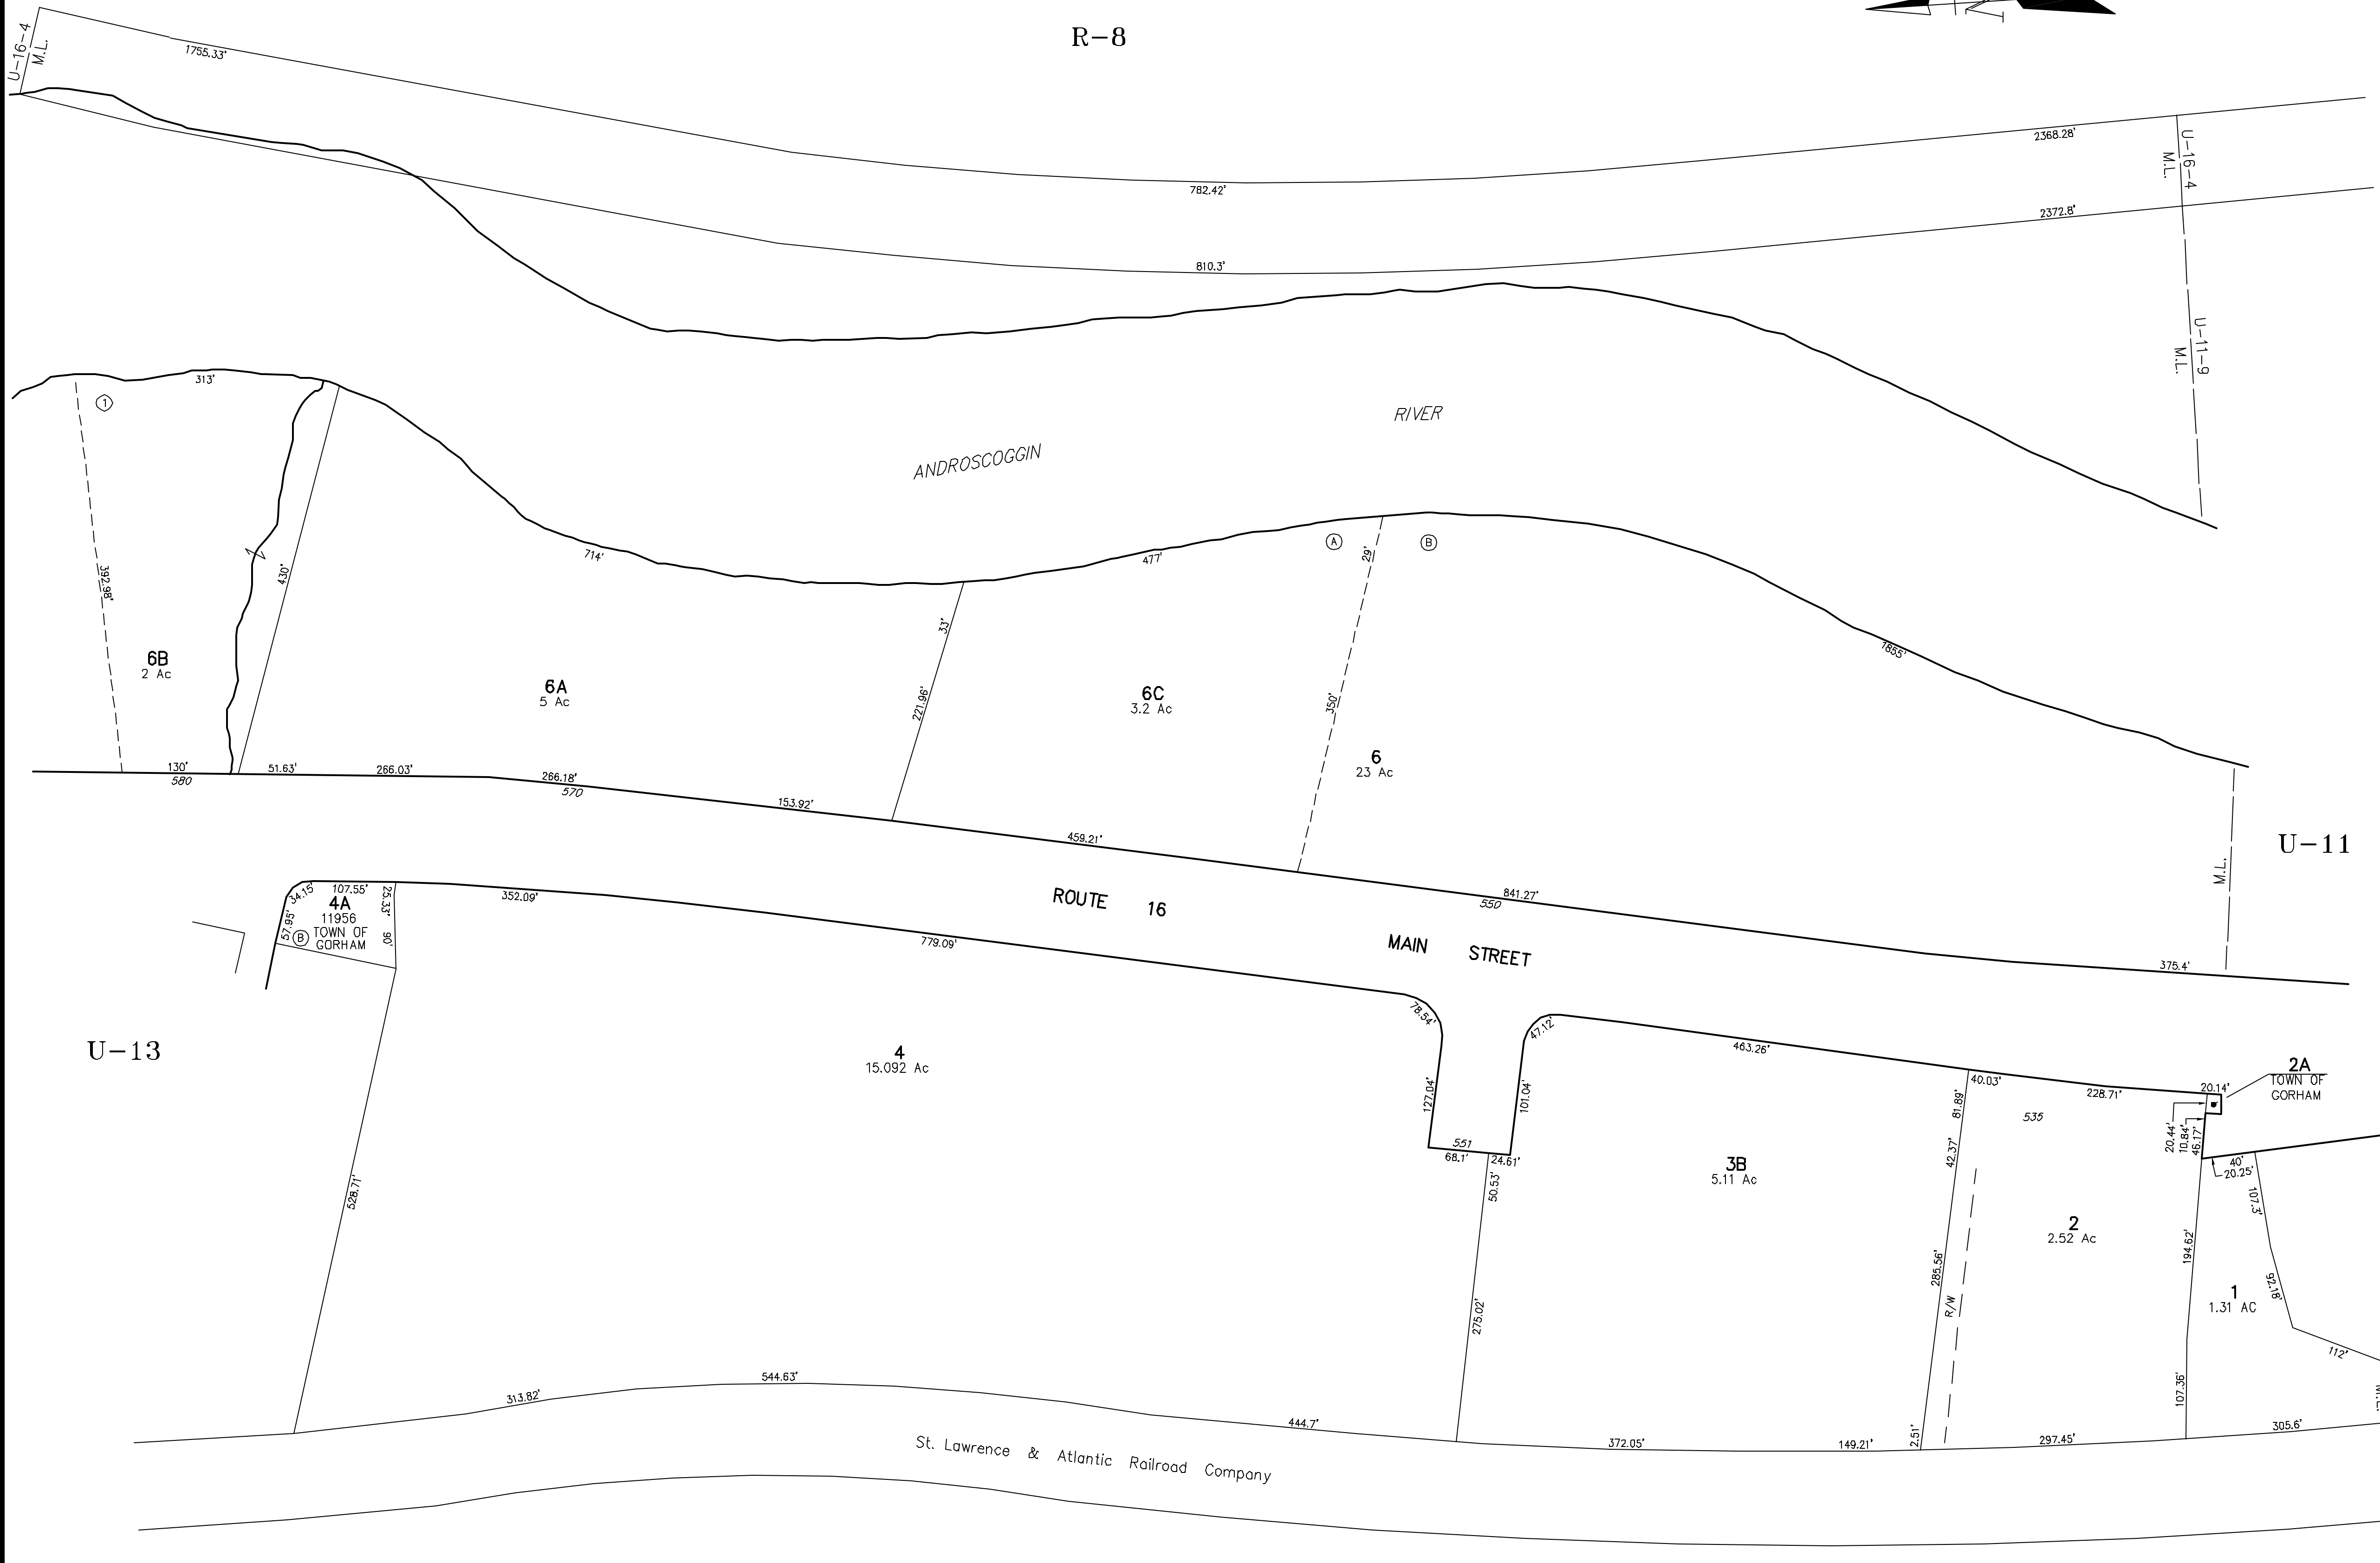 R-8
U-16-4
M.L.
1755.33'
782.42'
2368.28'
U-16-4
M.L.
2372.8'
810.3'
U-11-9
M.L.
313'
1
RIVER
ANDROSCOGGIN
A
B
29'
477'
714'
430'
392.98'
33'
1855'
6B
2 Ac
6A
5 Ac
6C
3.2 Ac
221.96'
350'
6
23 Ac
130'
580
51.63'
266.03'
266.18'
570
153.92'
459.21'
841.27'
550
375.4'
M.L.
U-11
34.15'
107.55'
25.33'
4A
11956
TOWN OF
GORHAM
B
57.95'
90'
352.09'
779.09'
ROUTE 16
MAIN STREET
78.54'
47.12'
463.26'
U-13
4
15.092 Ac
127.04'
101.04'
551
68.1'
24.61'
50.53'
528.71'
275.02'
3B
5.11 Ac
40.03'
81.89'
42.37'
285.56'
R/W
228.71'
535
20.14'
2A
TOWN OF
GORHAM
20.44'
10.84'
46.17'
40'
20.25'
107.3'
2
2.52 Ac
194.62'
92.18'
1
1.31 AC
112'
107.36'
M.L.
313.82'
544.63'
444.7'
372.05'
149.21'
2.51'
297.45'
305.6'
St. Lawrence & Atlantic Railroad Company